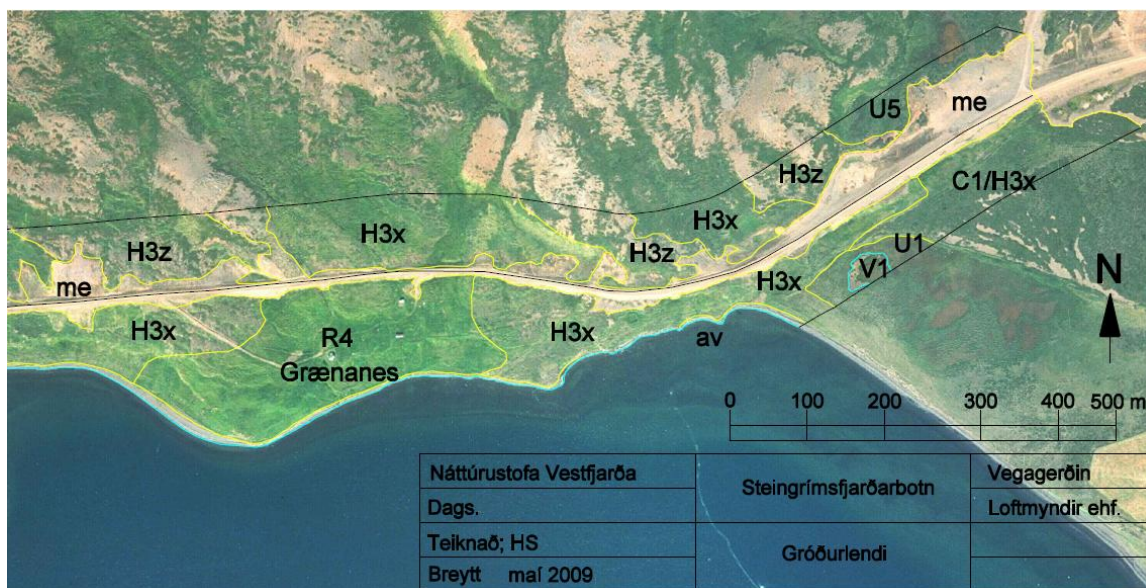 U5
me
H3z
C1/H3x
H3x
H3x
H3z
H3z
U1
V1
N
me
H3x
H3x
R4
H3x
Grænanes
av
0 100 200 300 400 500 m
Náttúrustofa Vestfjarða
Steingrímsfjarðarbotn
Vegagerðin
Dags.
Loftmyndir ehf.
Teiknað; HS
Gróðurlendi
Breytt maí 2009